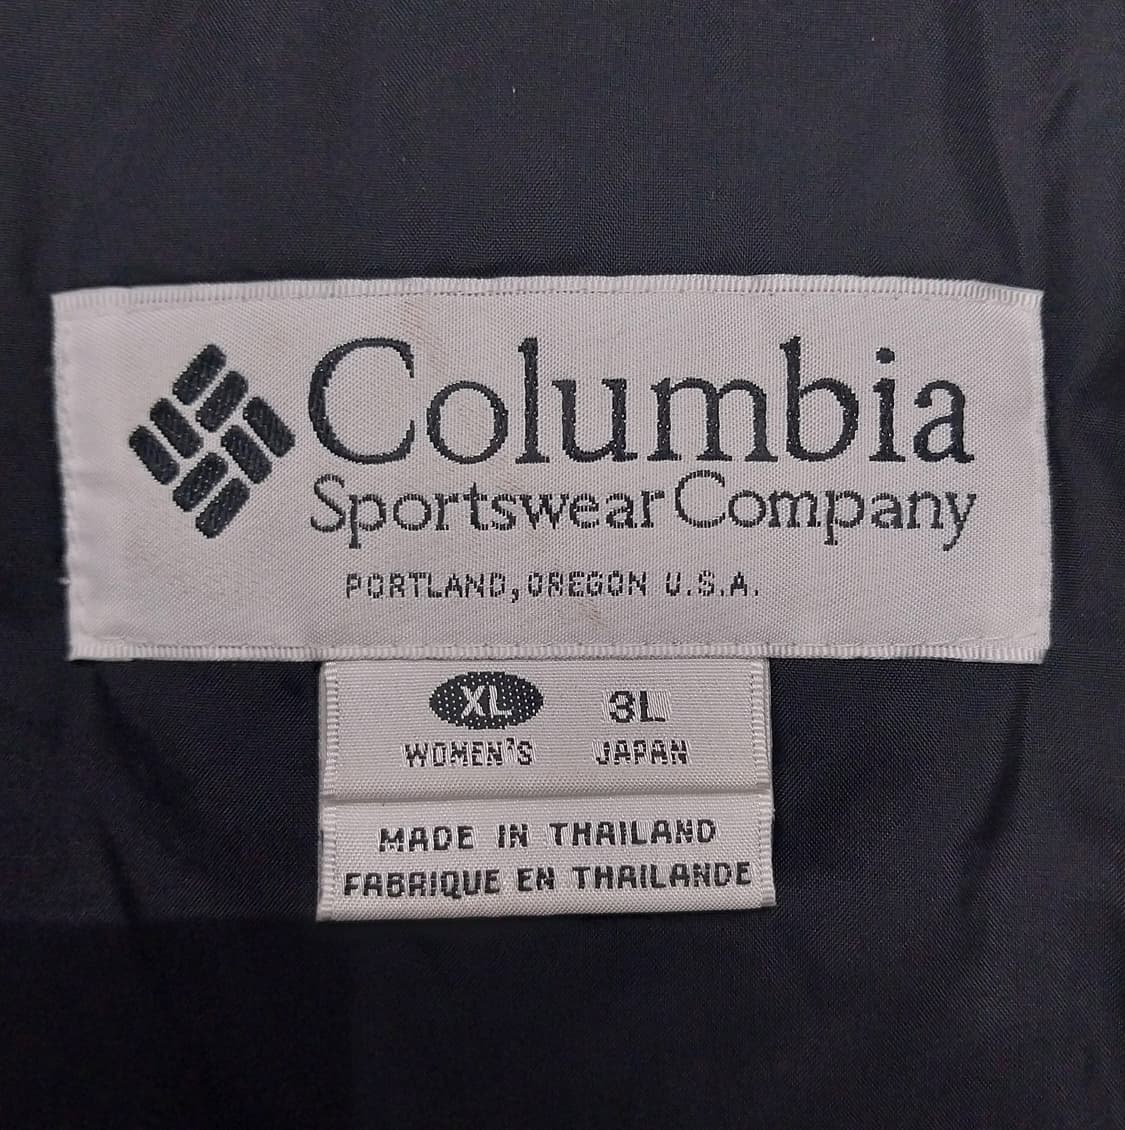 Columbia
Sportswear Company
PORTLAND, OREGON U.S.A.
XL 3L
WOMEN'S JAPAN
MADE IN THAILAND
FABRIQUE EN THAILANDE